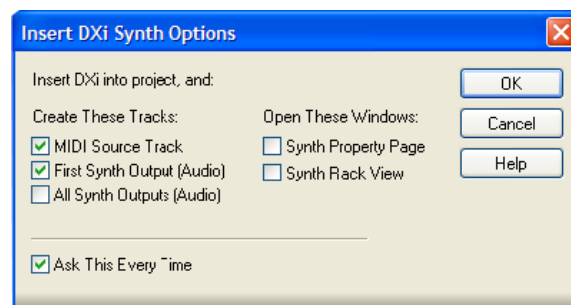 Insert DXi Synth Options
Insert DXi into project, and:
Create These Tracks:
MIDI Source Track
First Synth Output (Audio)
All Synth Outputs (Audio)
Open These Windows:
Synth Property Page
Synth Rack View
Ask This Every Time
OK
Cancel
Help